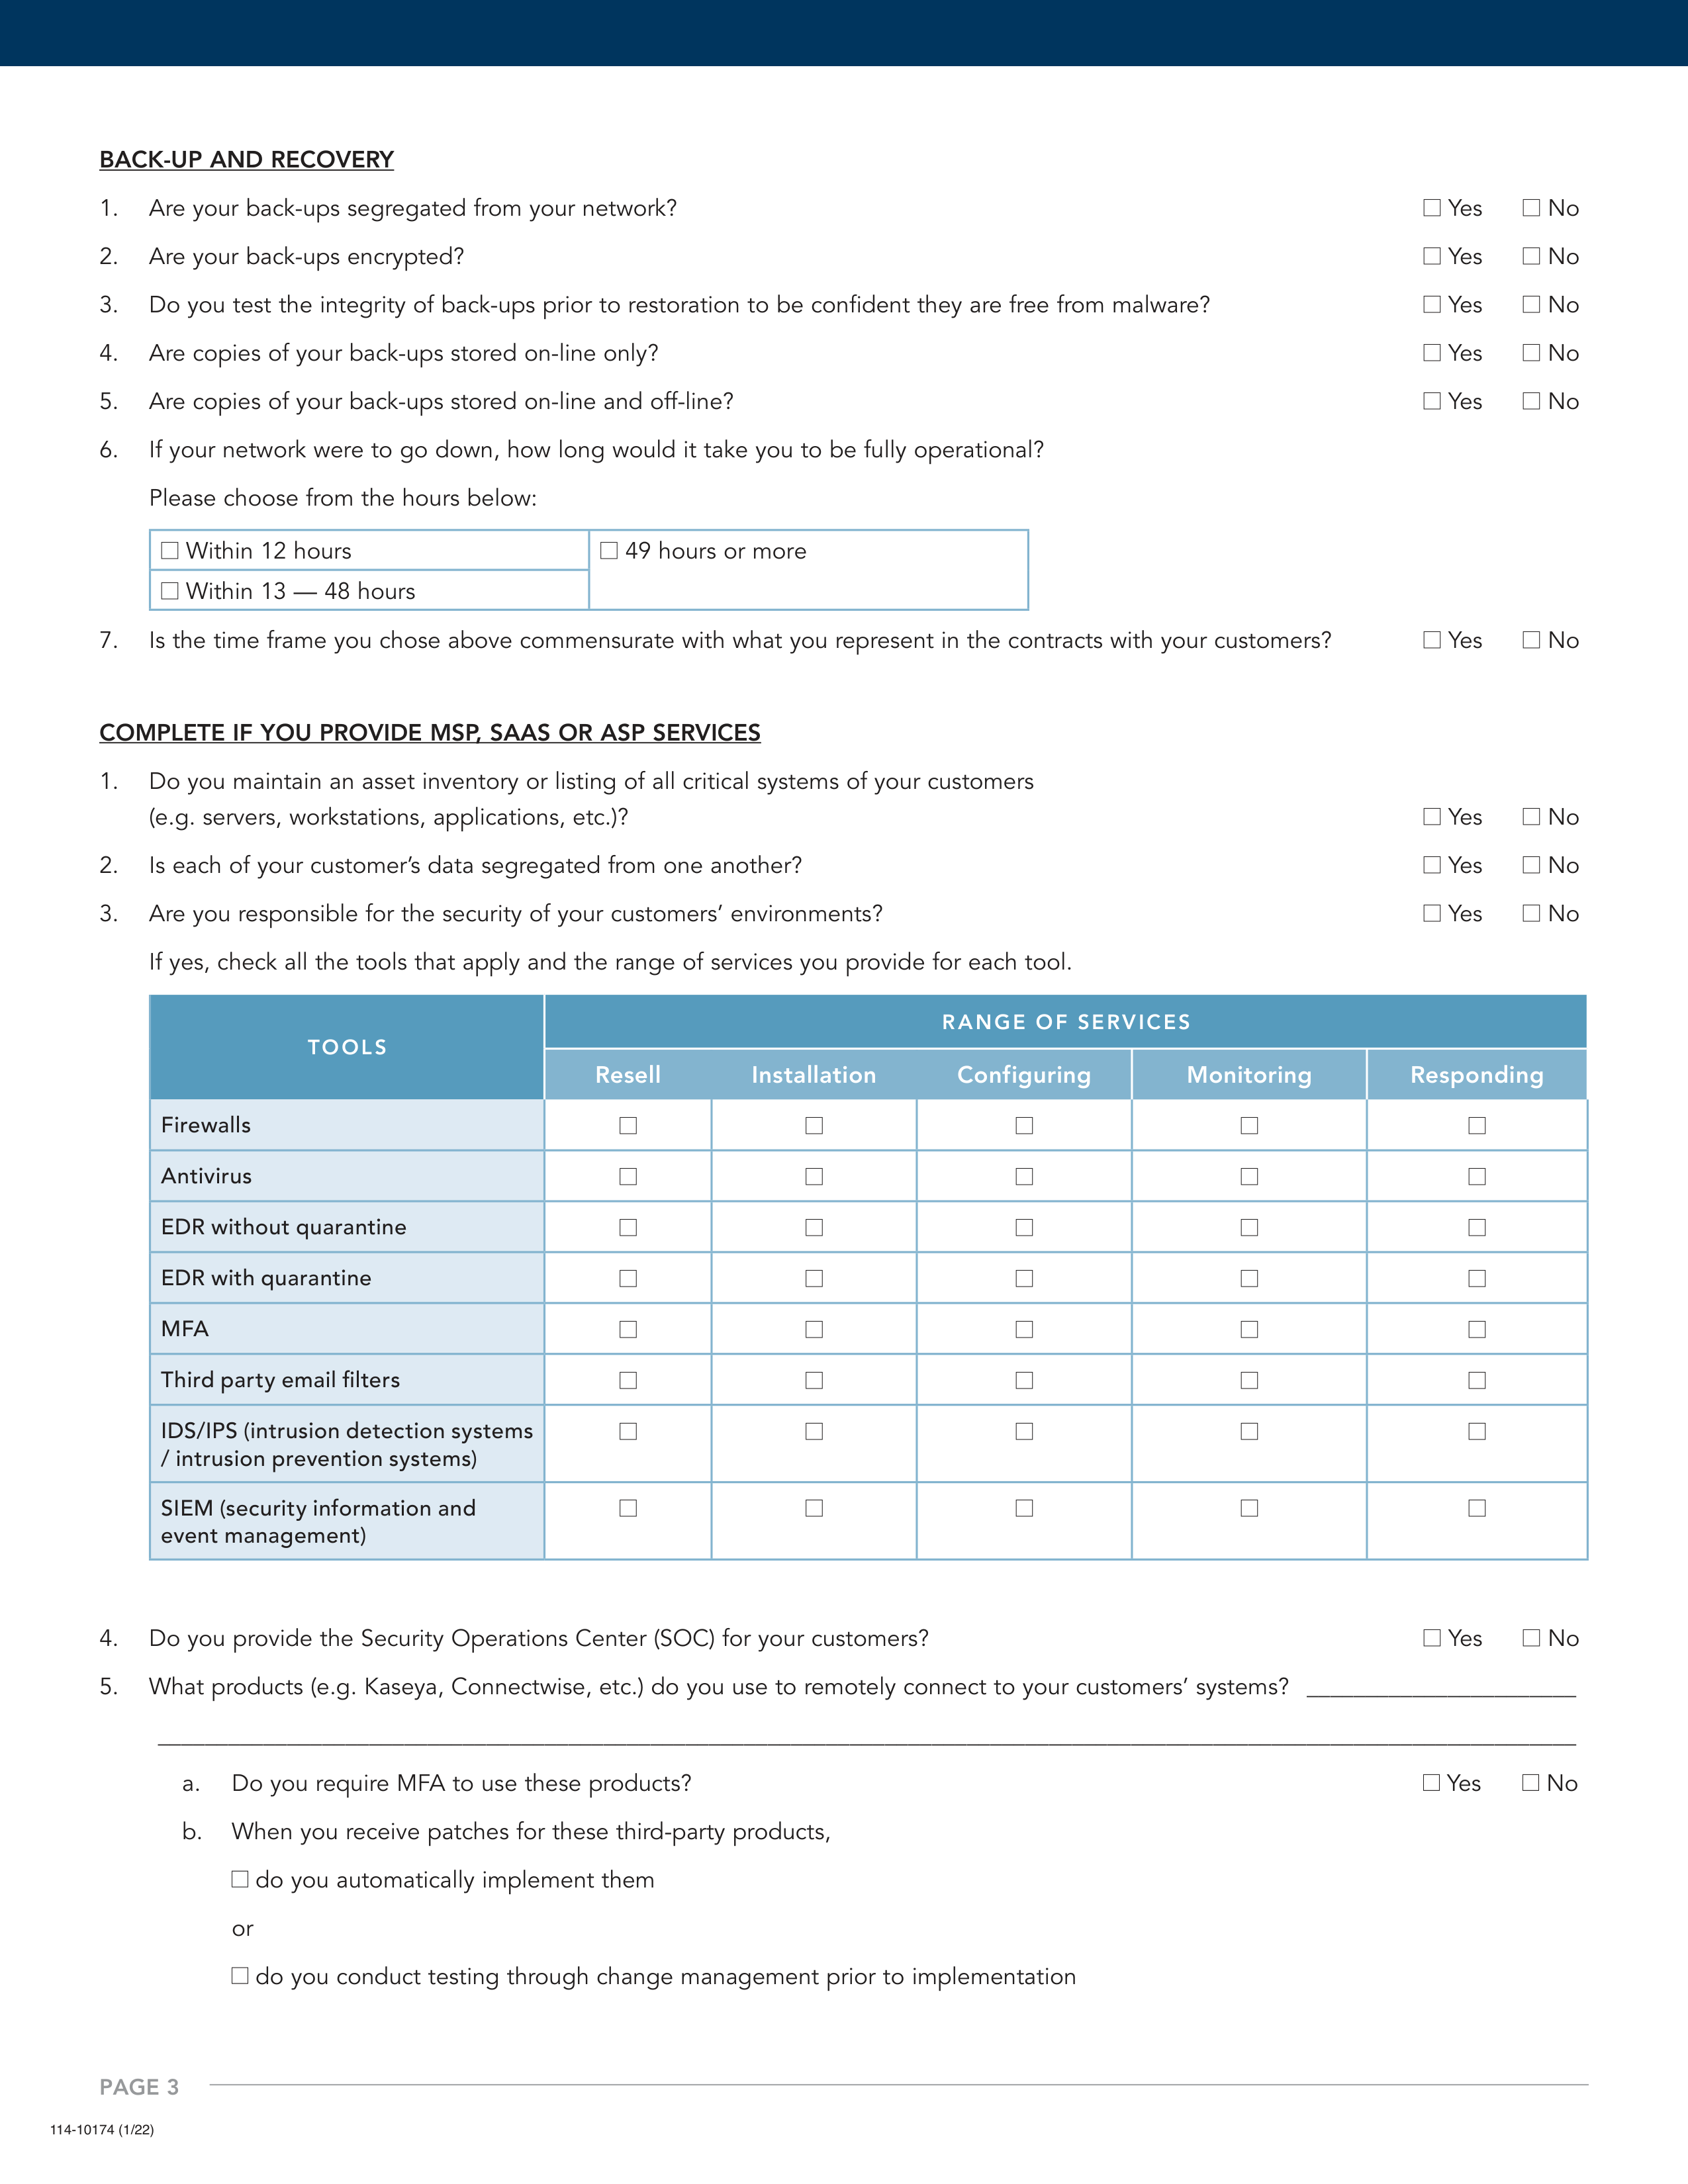 BACK-UP AND RECOVERY
1. Are your back-ups segregated from your network? ☐ Yes ☐ No
2. Are your back-ups encrypted? ☐ Yes ☐ No
3. Do you test the integrity of back-ups prior to restoration to be confident they are free from malware? ☐ Yes ☐ No
4. Are copies of your back-ups stored on-line only? ☐ Yes ☐ No
5. Are copies of your back-ups stored on-line and off-line? ☐ Yes ☐ No
6. If your network were to go down, how long would it take you to be fully operational?
Please choose from the hours below:
☐ Within 12 hours ☐ 49 hours or more
☐ Within 13 — 48 hours
7. Is the time frame you chose above commensurate with what you represent in the contracts with your customers? ☐ Yes ☐ No
COMPLETE IF YOU PROVIDE MSP, SAAS OR ASP SERVICES
1. Do you maintain an asset inventory or listing of all critical systems of your customers
(e.g. servers, workstations, applications, etc.)? ☐ Yes ☐ No
2. Is each of your customer’s data segregated from one another? ☐ Yes ☐ No
3. Are you responsible for the security of your customers’ environments? ☐ Yes ☐ No
If yes, check all the tools that apply and the range of services you provide for each tool.
TOOLS RANGE OF SERVICES
Resell Installation Configuring Monitoring Responding
Firewalls ☐ ☐ ☐ ☐ ☐
Antivirus ☐ ☐ ☐ ☐ ☐
EDR without quarantine ☐ ☐ ☐ ☐ ☐
EDR with quarantine ☐ ☐ ☐ ☐ ☐
MFA ☐ ☐ ☐ ☐ ☐
Third party email filters ☐ ☐ ☐ ☐ ☐
IDS/IPS (intrusion detection systems ☐ ☐ ☐ ☐ ☐
/ intrusion prevention systems)
SIEM (security information and ☐ ☐ ☐ ☐ ☐
event management)
4. Do you provide the Security Operations Center (SOC) for your customers? ☐ Yes ☐ No
5. What products (e.g. Kaseya, Connectwise, etc.) do you use to remotely connect to your customers’ systems?
a. Do you require MFA to use these products? ☐ Yes ☐ No
b. When you receive patches for these third-party products,
☐ do you automatically implement them
or
☐ do you conduct testing through change management prior to implementation
PAGE 3
114-10174 (1/22)